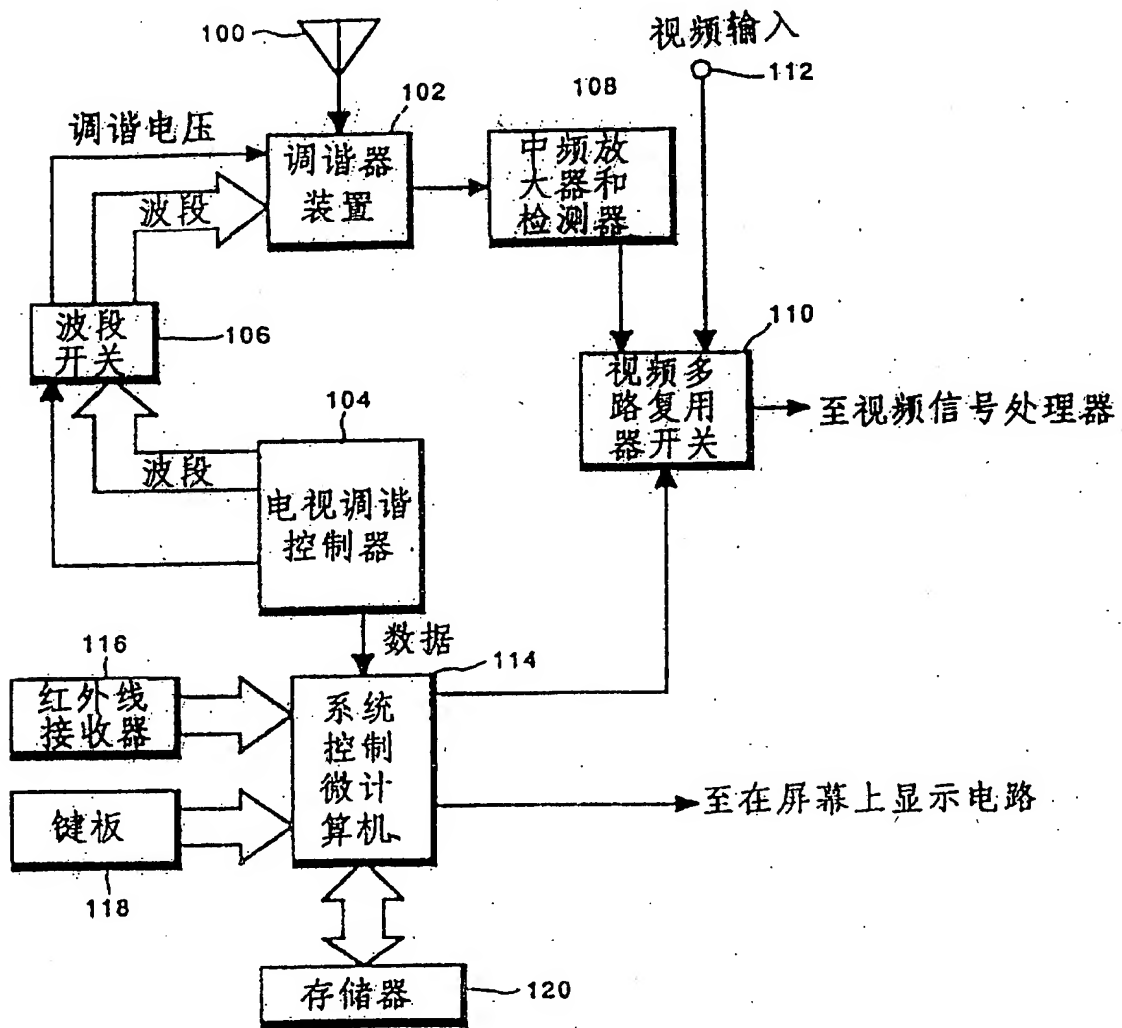 100
视频输入
112
102
108
调谐电压
调谐器
装置
中频放
大器和
检测器
波段
波段
开关
106
110
视频多
路复用
器开关
至视频信号处理器
104
波段
电视调谐
控制器
数据
116
114
红外线
接收器
系统
控制
微计
算机
至在屏幕上显示电路
键板
118
存储器
120